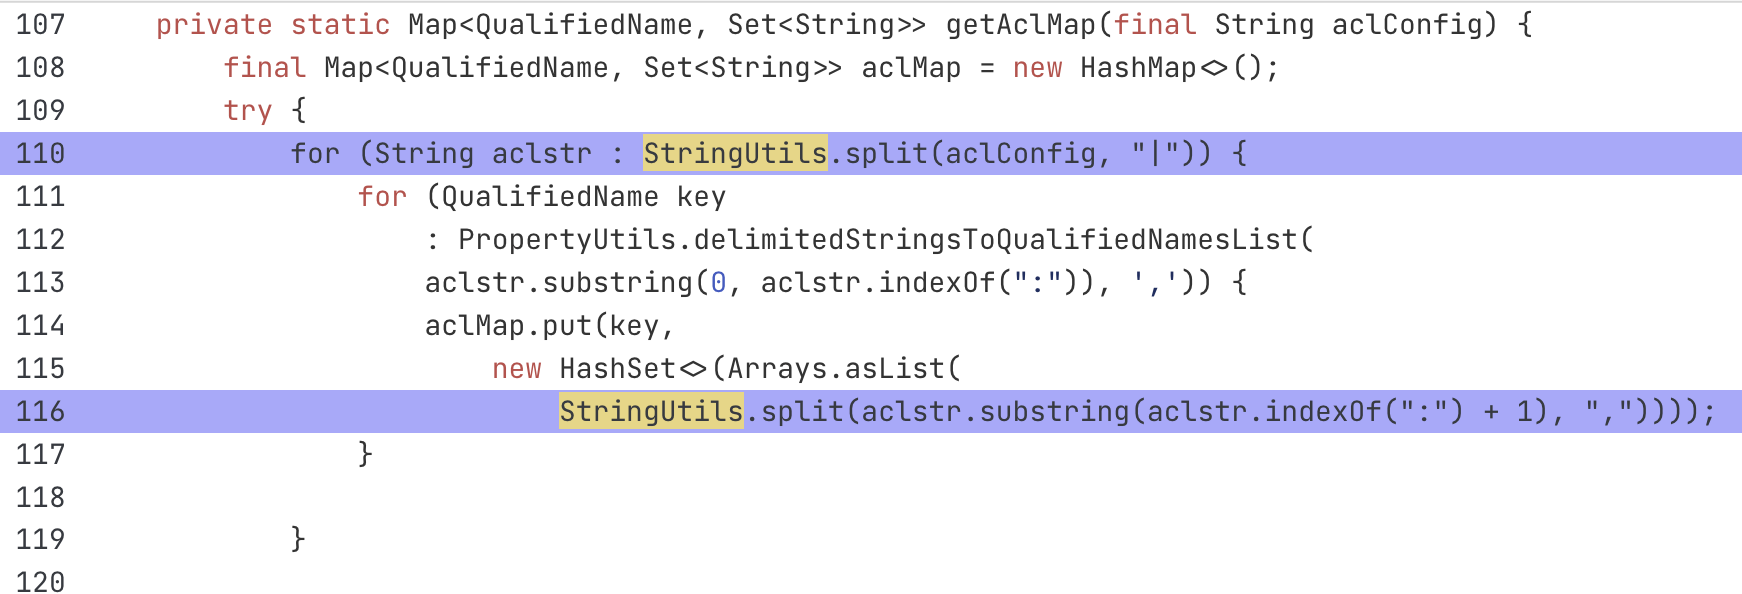 107 private static Map<QualifiedName, Set<String>> getAclMap(final String aclConfig) {
108 final Map<QualifiedName, Set<String>> aclMap = new HashMap<>();
109 try {
110 for (String aclstr : StringUtils.split(aclConfig, "|")) {
111 for (QualifiedName key
112 : PropertyUtils.delimitedStringsToQualifiedNamesList(
113 aclstr.substring(0, aclstr.indexOf(":")), ',')) {
114 aclMap.put(key,
115 new HashSet<>(Arrays.asList(
116 StringUtils.split(aclstr.substring(aclstr.indexOf(":") + 1), ","))));
117 }
118
119 }
120